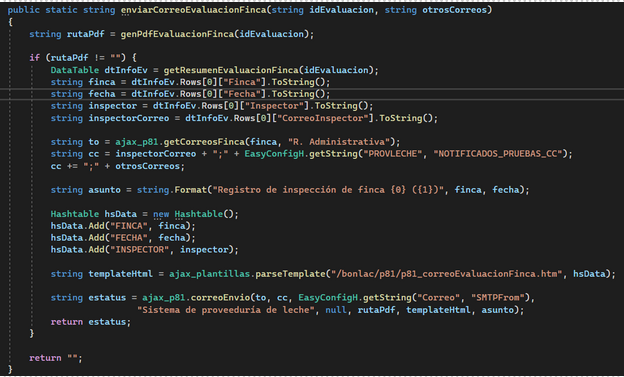 public static string enviarCorreoEvaluacionFinca(string idEvaluacion, string otrosCorreos)
{
string rutaPdf = genPdfEvaluacionFinca(idEvaluacion);
if (rutaPdf != "") {
DataTable dtInfoEv = getResumenEvaluacionFinca(idEvaluacion);
string finca = dtInfoEv.Rows[0]["Finca"].ToString();
string fecha = dtInfoEv.Rows[0]["Fecha"].ToString();
string inspector = dtInfoEv.Rows[0]["Inspector"].ToString();
string inspectorCorreo = dtInfoEv.Rows[0]["CorreoInspector"].ToString();
string to = ajax_p81.getCorreosFinca(finca, "R. Administrativa");
string cc = inspectorCorreo + ";" + EasyConfigH.getString("PROVLECHE", "NOTIFICADOS_PRUEBAS_CC");
cc += ";" + otrosCorreos;
string asunto = string.Format("Registro de inspección de finca {0} ({1})", finca, fecha);
Hashtable hsData = new Hashtable();
hsData.Add("FINCA", finca);
hsData.Add("FECHA", fecha);
hsData.Add("INSPECTOR", inspector);
string templateHtml = ajax_plantillas.parseTemplate("/bonlac/p81/p81_correoEvaluacionFinca.htm", hsData);
string estatus = ajax_p81.correoEnvio(to, cc, EasyConfigH.getString("Correo", "SMTPFrom"),
"Sistema de proveeduría de leche", null, rutaPdf, templateHtml, asunto);
return estatus;
}
return "";
}